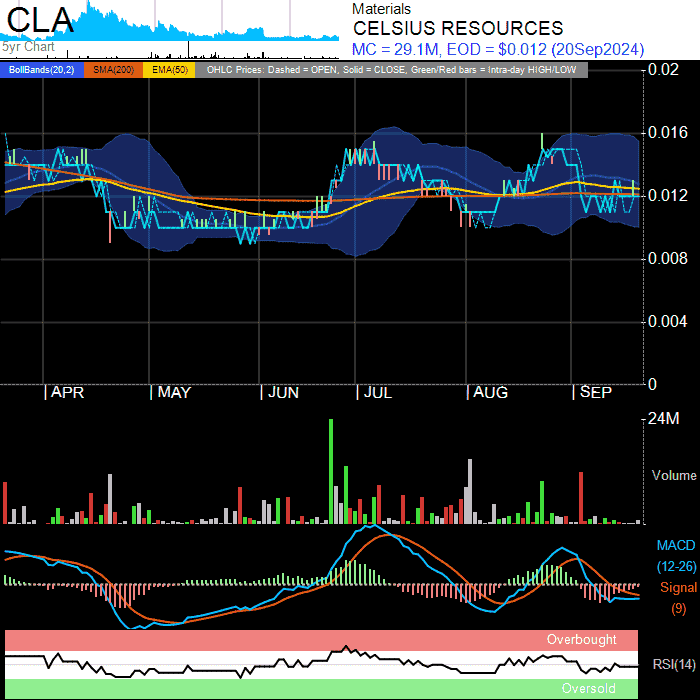 CLA
5yr Chart
Materials
CELSIUS RESOURCES
MC = 29.1M, EOD = $0.012 (20Sep2024)
BollBands(20,2) SMA(200) EMA(50) OHLC Prices: Dashed = OPEN, Solid = CLOSE, Green/Red bars = Intra-day HIGH/LOW
0.02
0.016
0.012
0.008
0.004
0
APR MAY JUN JUL AUG SEP
24M
Volume
MACD
(12-26)
Signal
(9)
Overbought
RSI(14)
Oversold